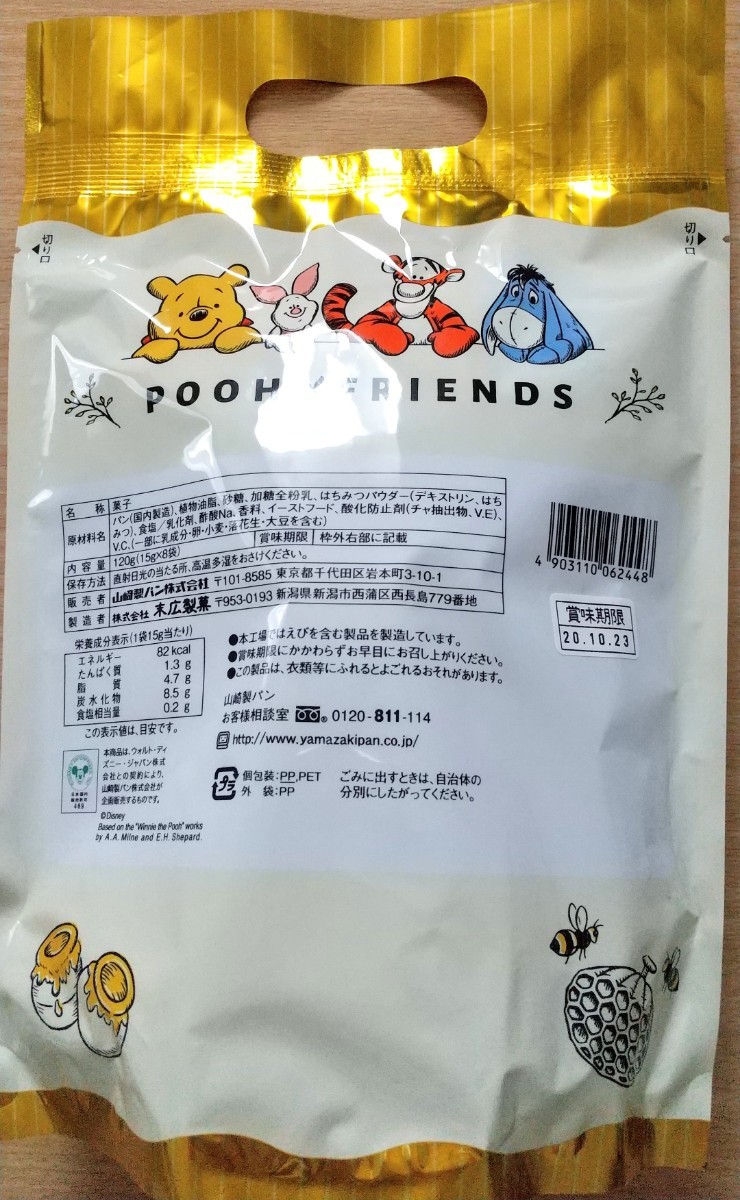 切り口
切り口
POOH & FRIENDS
名 称 菓子
原材料名 パン(国内製造)、植物油脂、砂糖、加糖全粉乳、はちみつパウダー(デキストリン、はち
みつ)、食塩/乳化剤、酢酸Na、香料、イーストフード、酸化防止剤(チャ抽出物、V.E)、
V.C、(一部に乳成分・卵・小麦・落花生・大豆を含む)
内 容 量 120g(15g×8袋) 賞味期限 枠外右部に記載
保存方法 直射日光の当たる所、高温多湿をおさけください。
販 売 者 山崎製パン株式会社 〒101-8585 東京都千代田区岩本町3-10-1
製 造 者 株式会社 末広製菓 〒953-0193 新潟県新潟市西蒲区西長島779番地
4 903110 062448
賞味期限
20.10.23
栄養成分表示(1袋15g当たり)
エネルギー 82 kcal
たんぱく質 1.3 g
脂 質 4.7 g
炭水化物 8.5 g
食塩相当量 0.2 g
この表示値は、目安です。
●本工場ではえびを含む製品を製造しています。
●賞味期限にかかわらずお早目にお召し上がりください。
●この製品は、衣類等にふれるとよごれるおそれがあります。
山崎製パン
お客様相談室 0120-811-114
http://www.yamazakipan.co.jp/
プラ
個包装:PP,PET
外 袋:PP
ごみに出すときは、自治体の
分別にしたがってください。
本商品は、ウォルト・ディ
ズニー・ジャパン株式
会社との契約により、
山崎製パン株式会社が
企画販売するものです。
©Disney
Based on the "Winnie the Pooh" works
by A.A. Milne and E.H. Shepard.